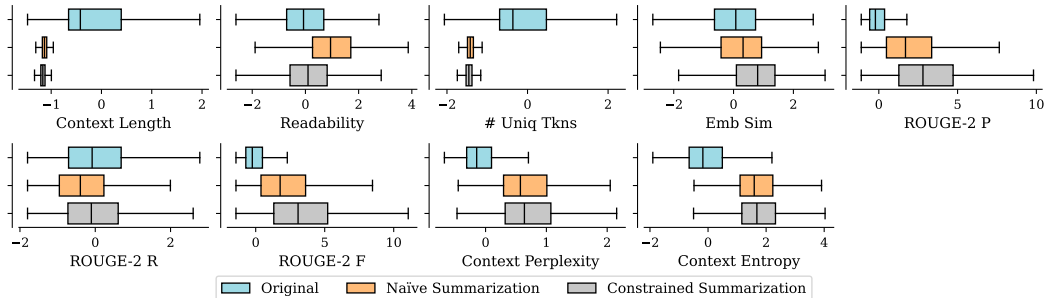 −1 0 1 2
Context Length
−2 0 2 4
Readability
−2 0 2
# Uniq Tkns
−2 0 2
Emb Sim
0 5 10
ROUGE-2 P
−2 0 2
ROUGE-2 R
0 5 10
ROUGE-2 F
0 1 2
Context Perplexity
−2 0 2 4
Context Entropy
Original Naïve Summarization Constrained Summarization